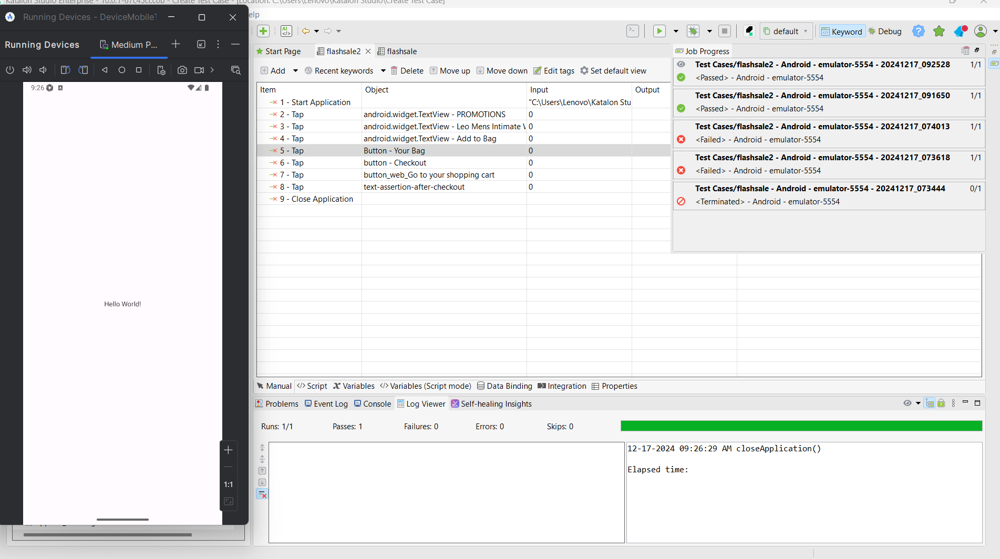 Katalon Studio Enterprise - 10.0.1-67c45ccc0b - Create Test Case - [Location: C:\Users\Lenovo\Katalon Studio\Create Test Case]
Running Devices - DeviceMobileT
elp
Running Devices
Medium P...
default
Keyword
Debug
Start Page
flashsale2
flashsale
Job Progress
Add
Recent keywords
Delete
Move up
Move down
Edit tags
Set default view
9:26
Item
Object
Input
Output
1 - Start Application
"C:\Users\Lenovo\Katalon Stu
2 - Tap
android.widget.TextView - PROMOTIONS
0
3 - Tap
android.widget.TextView - Leo Mens Intimate
0
4 - Tap
android.widget.TextView - Add to Bag
0
5 - Tap
Button - Your Bag
0
6 - Tap
button - Checkout
0
7 - Tap
button_web_Go to your shopping cart
0
8 - Tap
text-assertion-after-checkout
0
9 - Close Application
Test Cases/flashsale2 - Android - emulator-5554 - 20241217_092528
1/1
<Passed> - Android - emulator-5554
Test Cases/flashsale2 - Android - emulator-5554 - 20241217_091650
1/1
<Passed> - Android - emulator-5554
Test Cases/flashsale2 - Android - emulator-5554 - 20241217_074013
1/1
<Failed> - Android - emulator-5554
Test Cases/flashsale2 - Android - emulator-5554 - 20241217_073618
1/1
<Failed> - Android - emulator-5554
Test Cases/flashsale - Android - emulator-5554 - 20241217_073444
0/1
<Terminated> - Android - emulator-5554
Hello World!
1:1
Manual
Script
Variables
Variables (Script mode)
Data Binding
Integration
Properties
Problems
Event Log
Console
Log Viewer
Self-healing Insights
Runs: 1/1
Passes: 1
Failures: 0
Errors: 0
Skips: 0
12-17-2024 09:26:29 AM closeApplication()
Elapsed time: